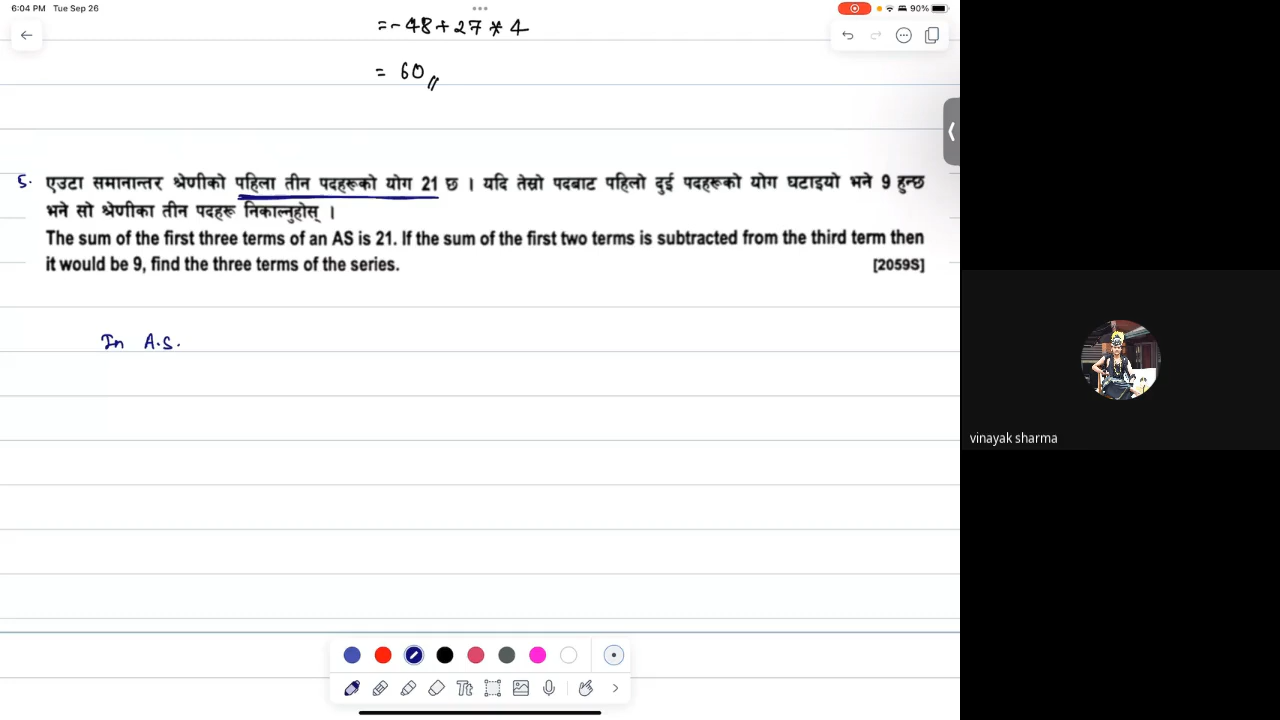 6:04 PM Tue Sep 26
90%
=-48+27*4
= 60
5. एउटा समानान्तर श्रेणीको पहिला तीन पदहरूको योग 21 छ । यदि तेस्रो पदबाट पहिलो दुई पदहरूको योग घटाइयो भने 9 हुन्छ
भने सो श्रेणीका तीन पदहरू निकाल्नुहोस् ।
The sum of the first three terms of an AS is 21. If the sum of the first two terms is subtracted from the third term then
it would be 9, find the three terms of the series. [2059S]
In A.S.
vinayak sharma
Tt